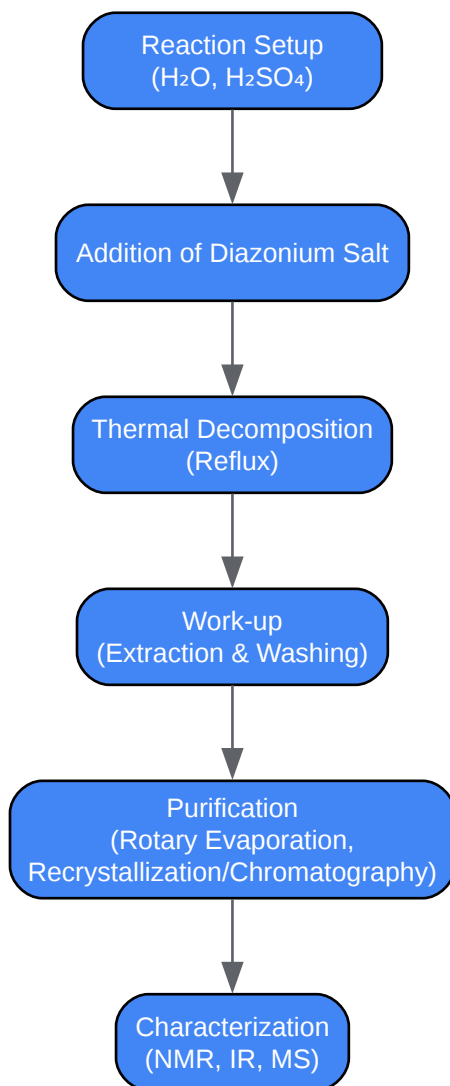 Reaction Setup
(H₂O, H₂SO₄)
Addition of Diazonium Salt
Thermal Decomposition
(Reflux)
Work-up
(Extraction & Washing)
Purification
(Rotary Evaporation,
Recrystallization/Chromatography)
Characterization
(NMR, IR, MS)